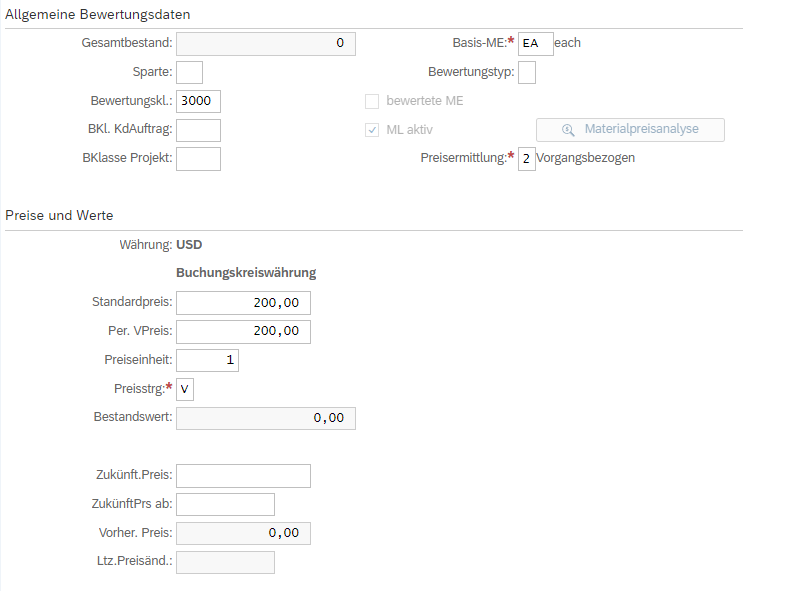 Allgemeine Bewertungsdaten
Gesamtbestand: 0 Basis-ME:* EA each
Sparte: Bewertungstyp:
Bewertungskl.: 3000 bewertete ME
BKl. KdAuftrag: ML aktiv Materialpreisanalyse
BKlasse Projekt: Preisermittlung:* 2 Vorgangsbezogen
Preise und Werte
Währung: USD
Buchungskreiswährung
Standardpreis: 200,00
Per. VPreis: 200,00
Preiseinheit: 1
Preisstrg:* V
Bestandswert: 0,00
Zukünft.Preis:
ZukünftPrs ab:
Vorher. Preis: 0,00
Ltz.Preisänd.: